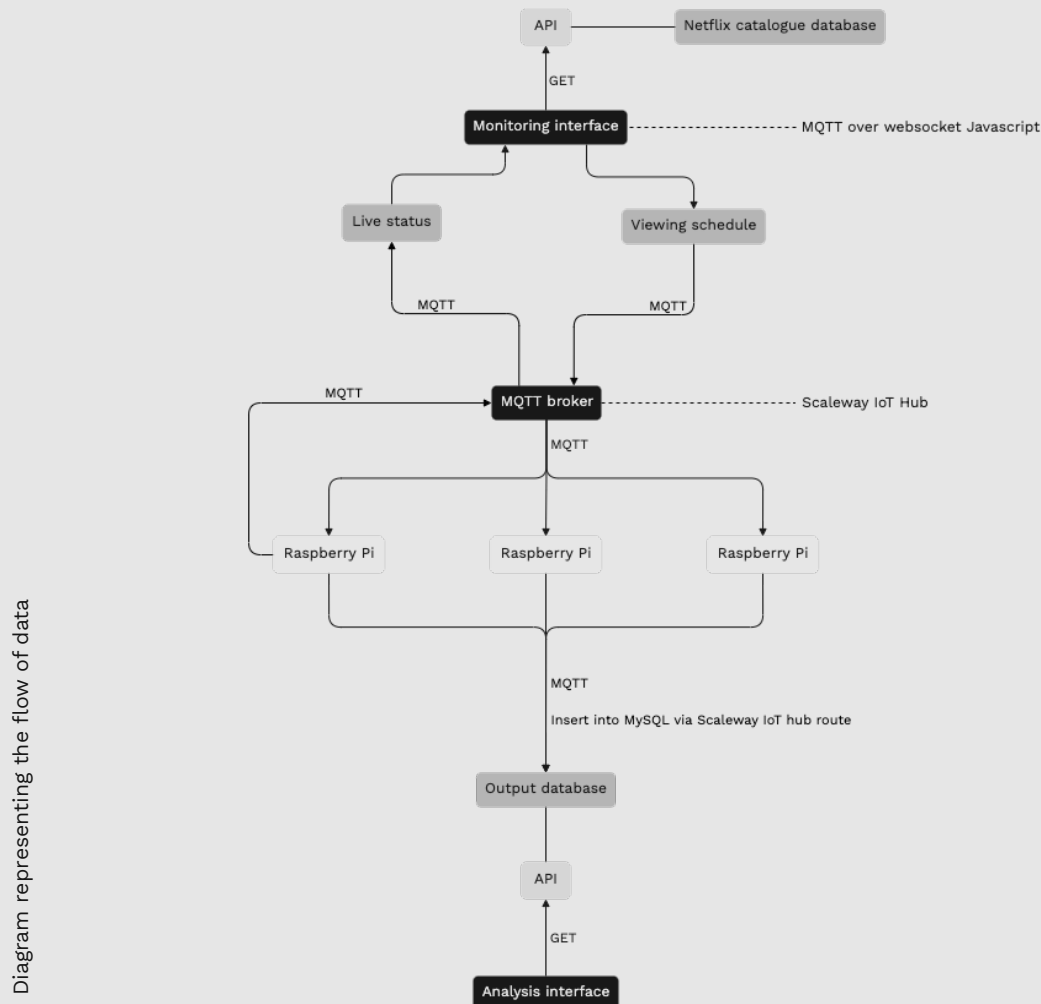 API
Netflix catalogue database
GET
Monitoring interface
MQTT over websocket Javascript
Live status
Viewing schedule
MQTT
MQTT
MQTT
MQTT broker
Scaleway IoT Hub
MQTT
Raspberry Pi
Raspberry Pi
Raspberry Pi
MQTT
Insert into MySQL via Scaleway IoT hub route
Output database
API
GET
Analysis interface
Diagram representing the flow of data